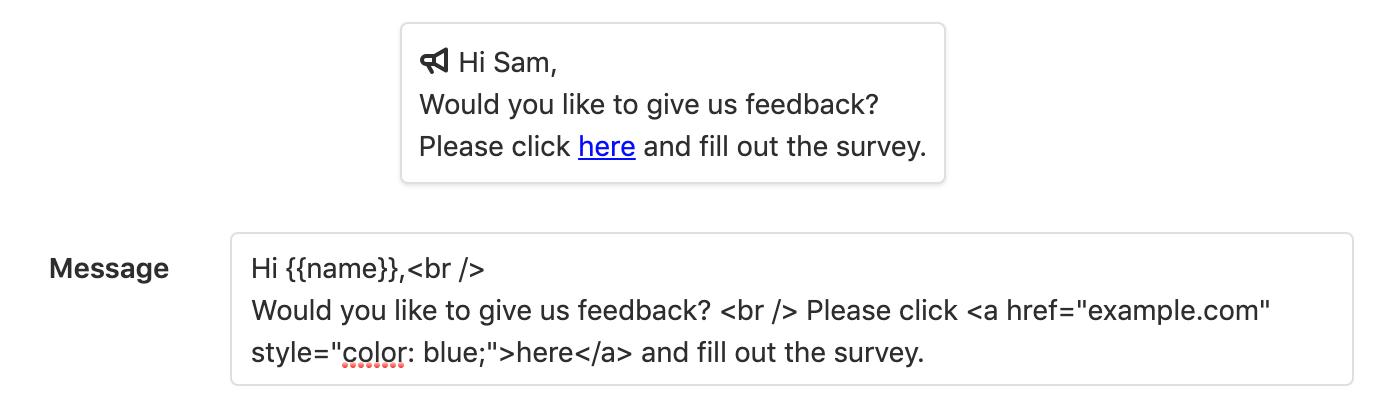 Hi Sam,
Would you like to give us feedback?
Please click here and fill out the survey.
Message
Hi {{name}},<br />
Would you like to give us feedback? <br /> Please click <a href="example.com"
style="color: blue;">here</a> and fill out the survey.